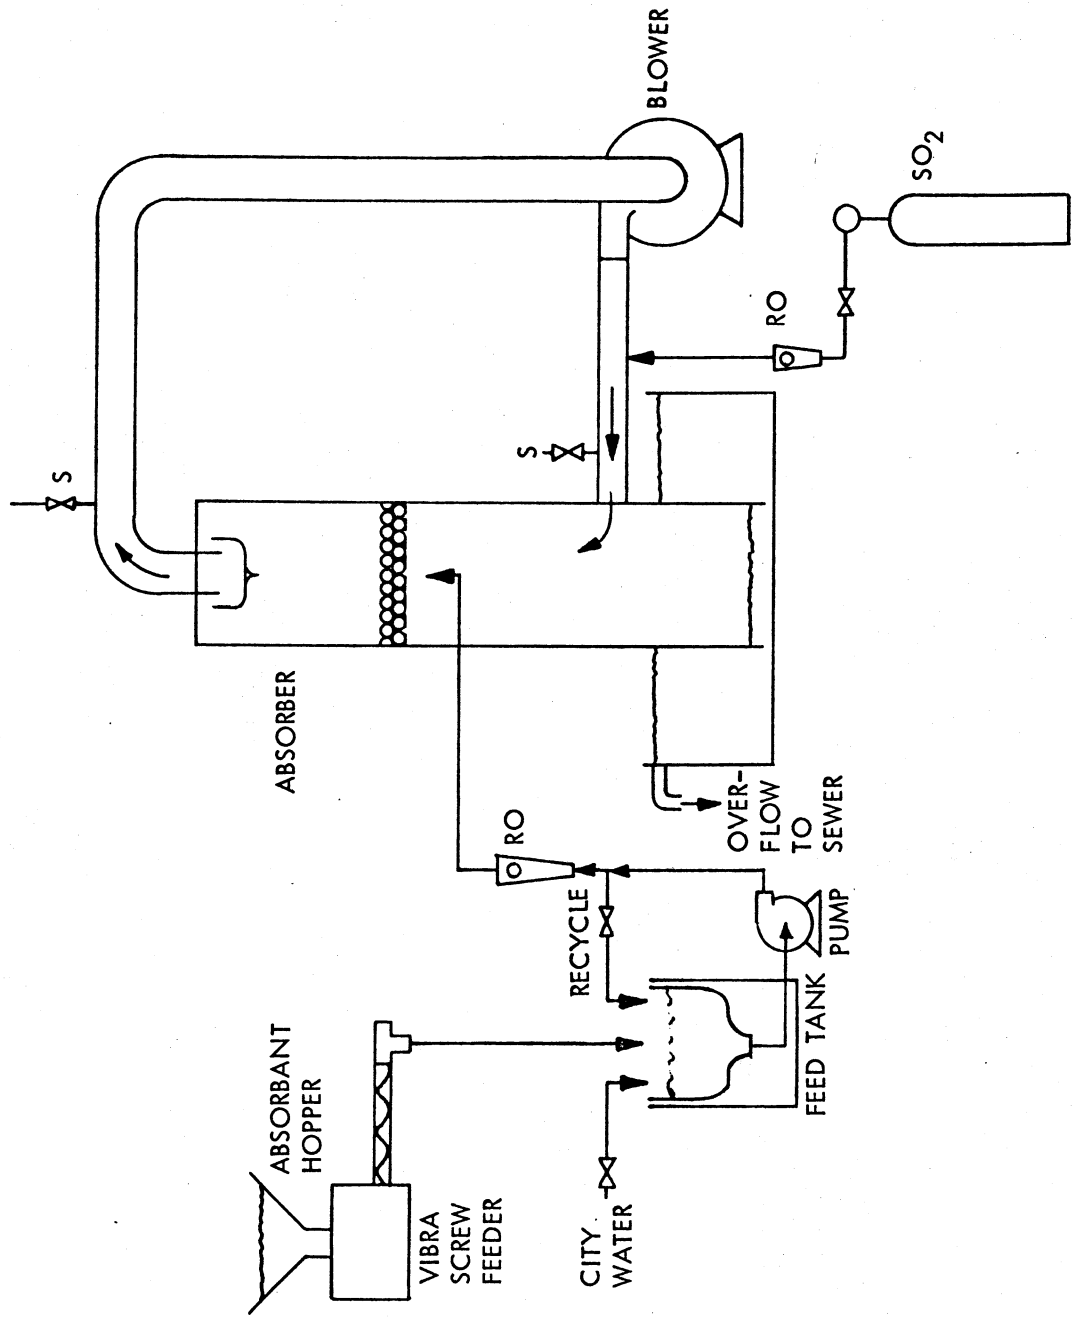 ABSORBANT
HOPPER
VIBRA
SCREW
FEEDER
CITY
WATER
RECYCLE
FEED TANK
PUMP
RO
ABSORBER
OVER-
FLOW
TO
SEWER
S
S
RO
BLOWER
SO2